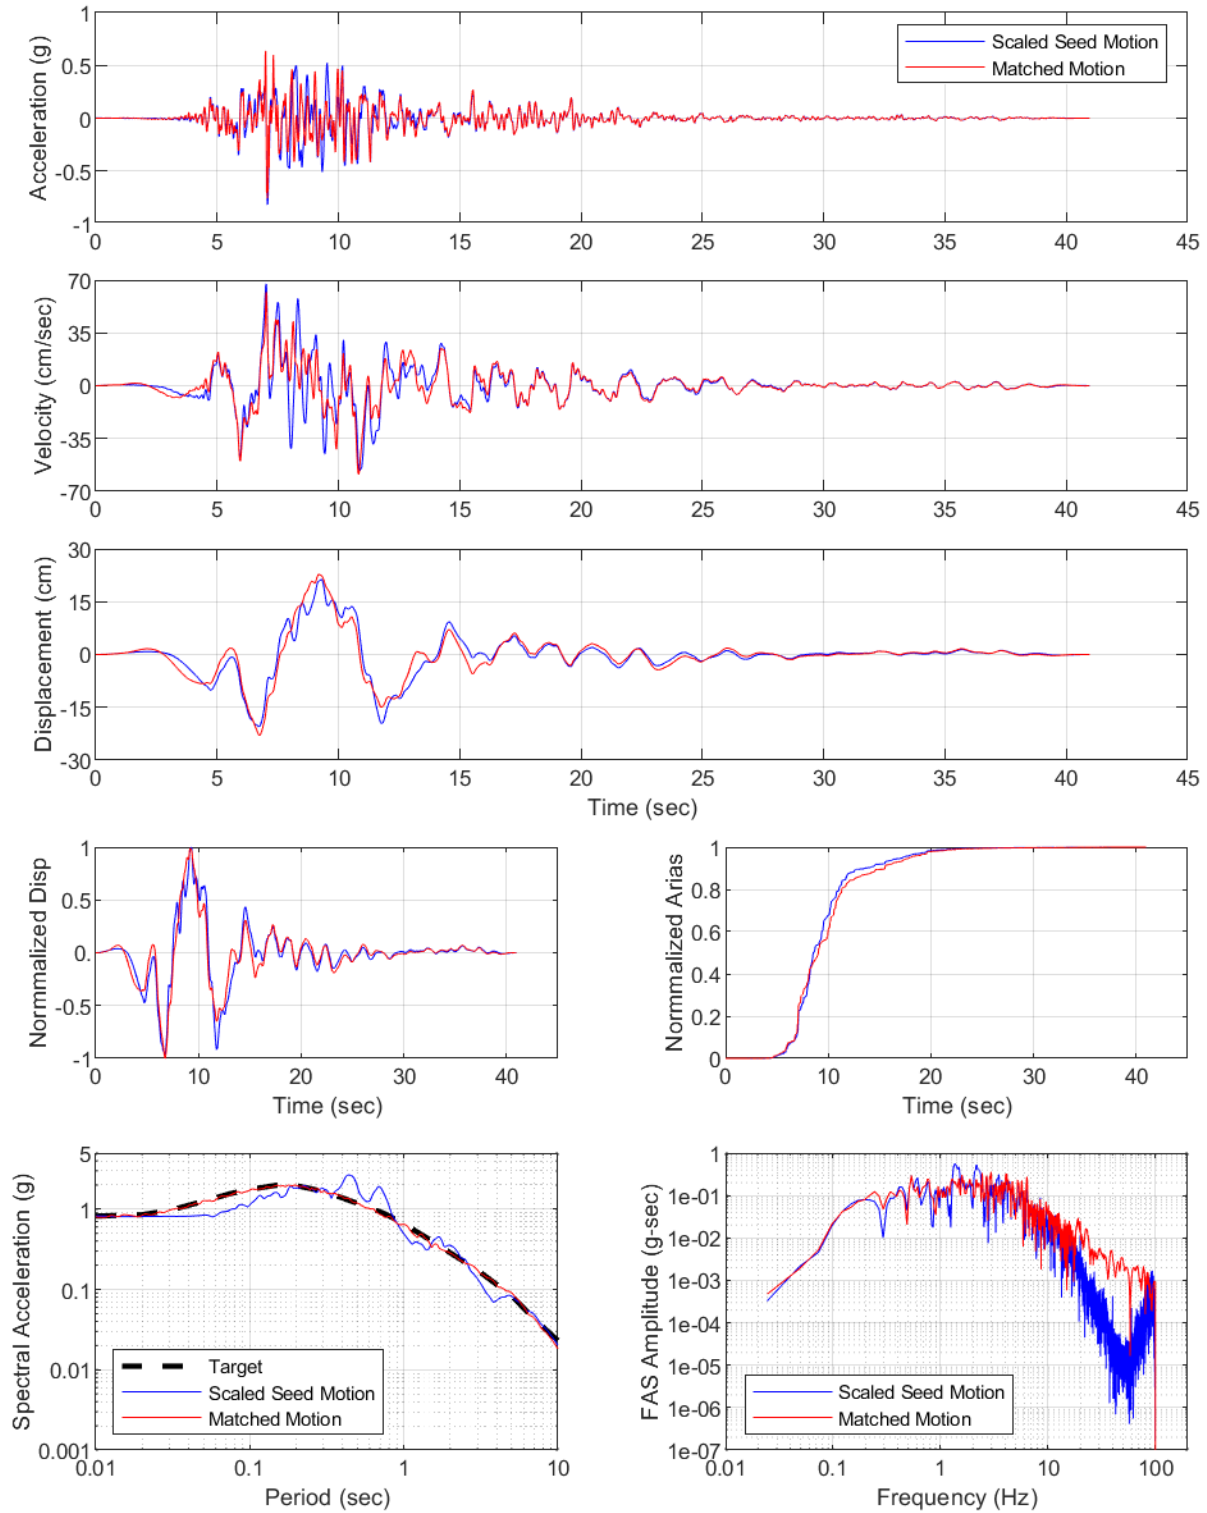 Acceleration (g)
1
0.5
0
-0.5
-1
Scaled Seed Motion
Matched Motion
0 5 10 15 20 25 30 35 40 45
Velocity (cm/sec)
70
35
0
-35
-70
0 5 10 15 20 25 30 35 40 45
Displacement (cm)
30
15
0
-15
-30
0 5 10 15 20 25 30 35 40 45
Time (sec)
Normmalized Disp
1
0.5
0
-0.5
-1
0 10 20 30 40
Time (sec)
Normmalized Arias
1
0.8
0.6
0.4
0.2
0
0 10 20 30 40
Time (sec)
Spectral Acceleration (g)
5
1
0.1
0.01
0.001
Target
Scaled Seed Motion
Matched Motion
0.01 0.1 1 10
Period (sec)
FAS Amplitude (g-sec)
1
1e-01
1e-02
1e-03
1e-04
1e-05
1e-06
1e-07
Scaled Seed Motion
Matched Motion
0.01 0.1 1 10 100
Frequency (Hz)